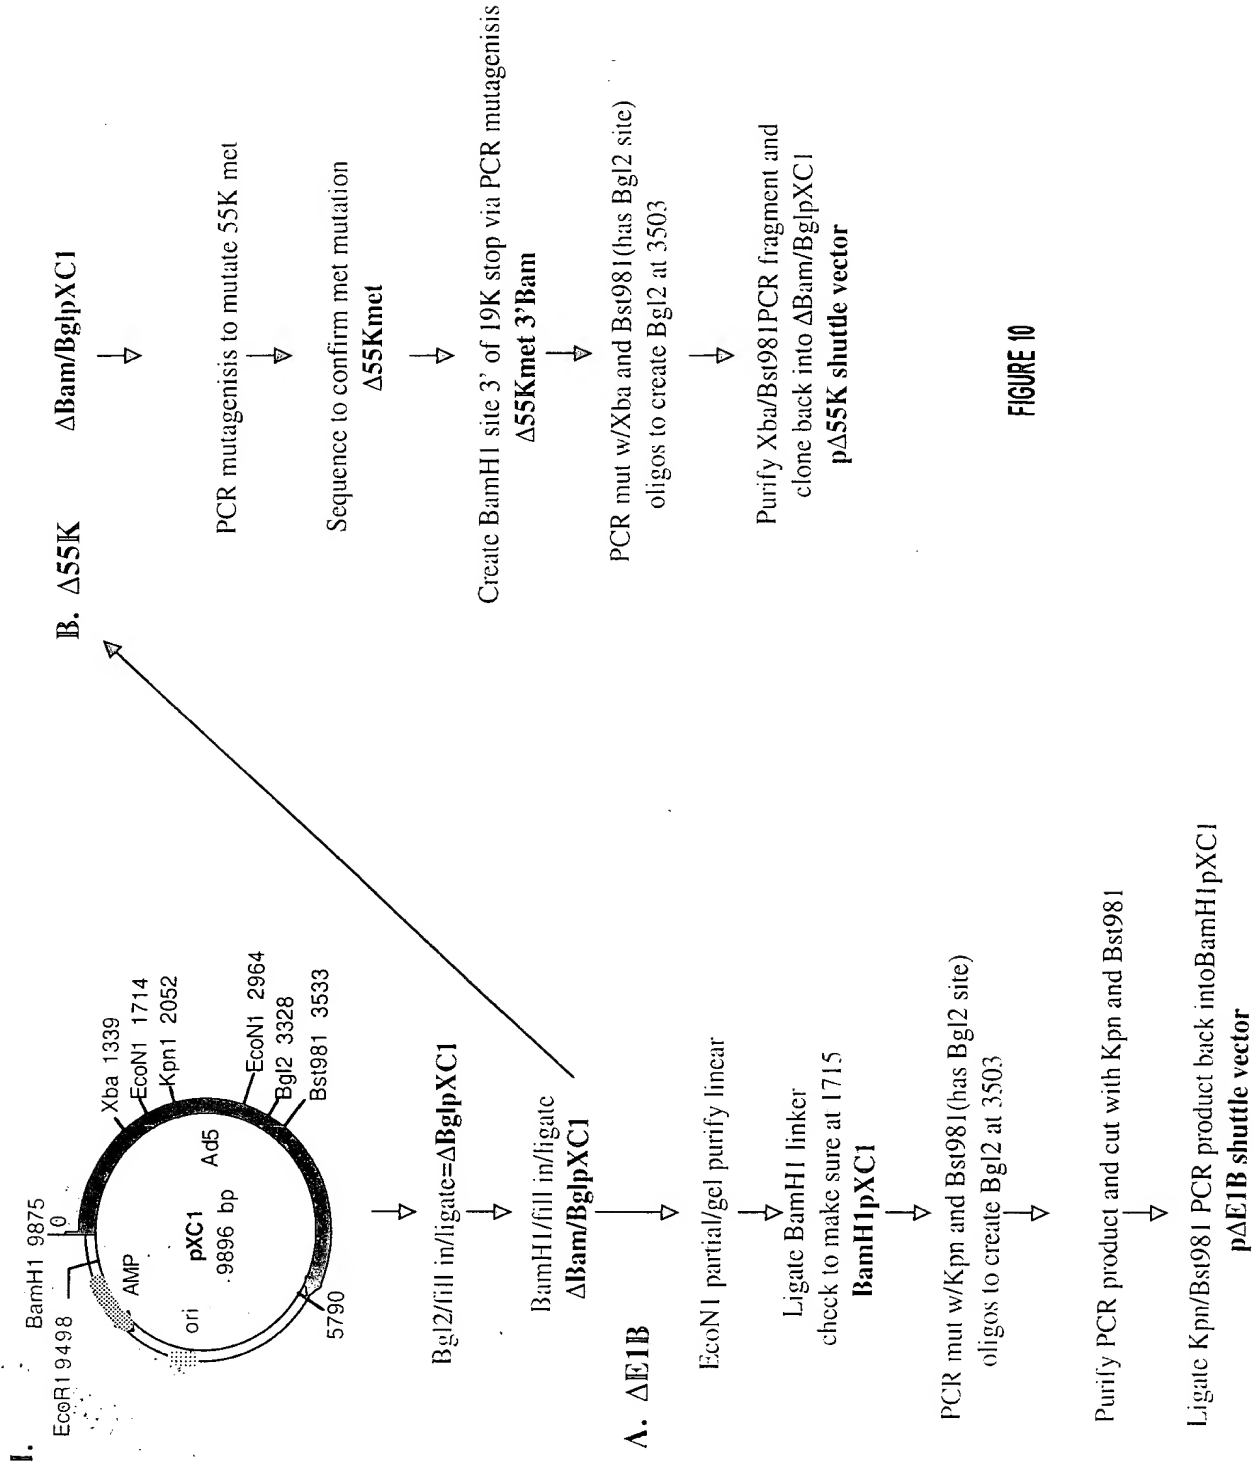 I.
BamH1 9875
EcoR1 9498
0
AMP
ori
pXC1
9896 bp
Ad5
Xba 1339
EcoN1 1714
Kpn1 2052
EcoN1 2964
Bgl2 3328
Bst981 3533
5790
Bgl2/fill in/ligate=ΔBglpXC1
BamH1/fill in/ligate
ΔBam/BglpXC1
A. ΔE1B
EcoN1 partial/gel purify linear
Ligate BamH1 linker
check to make sure at 1715
BamH1pXC1
PCR mut w/Kpn and Bst981(has Bgl2 site)
oligos to create Bgl2 at 3503
Purify PCR product and cut with Kpn and Bst981
Ligate Kpn/Bst981 PCR product back intoBamH1pXC1
pΔE1B shuttle vector
B. Δ55K
ΔBam/BglpXC1
PCR mutagenisis to mutate 55K met
Sequence to confirm met mutation
Δ55Kmet
Create BamH1 site 3' of 19K stop via PCR mutagenisis
Δ55Kmet 3'Bam
PCR mut w/Xba and Bst981(has Bgl2 site)
oligos to create Bgl2 at 3503
Purify Xba/Bst981PCR fragment and
clone back into ΔBam/BglpXC1
pΔ55K shuttle vector
FIGURE 10